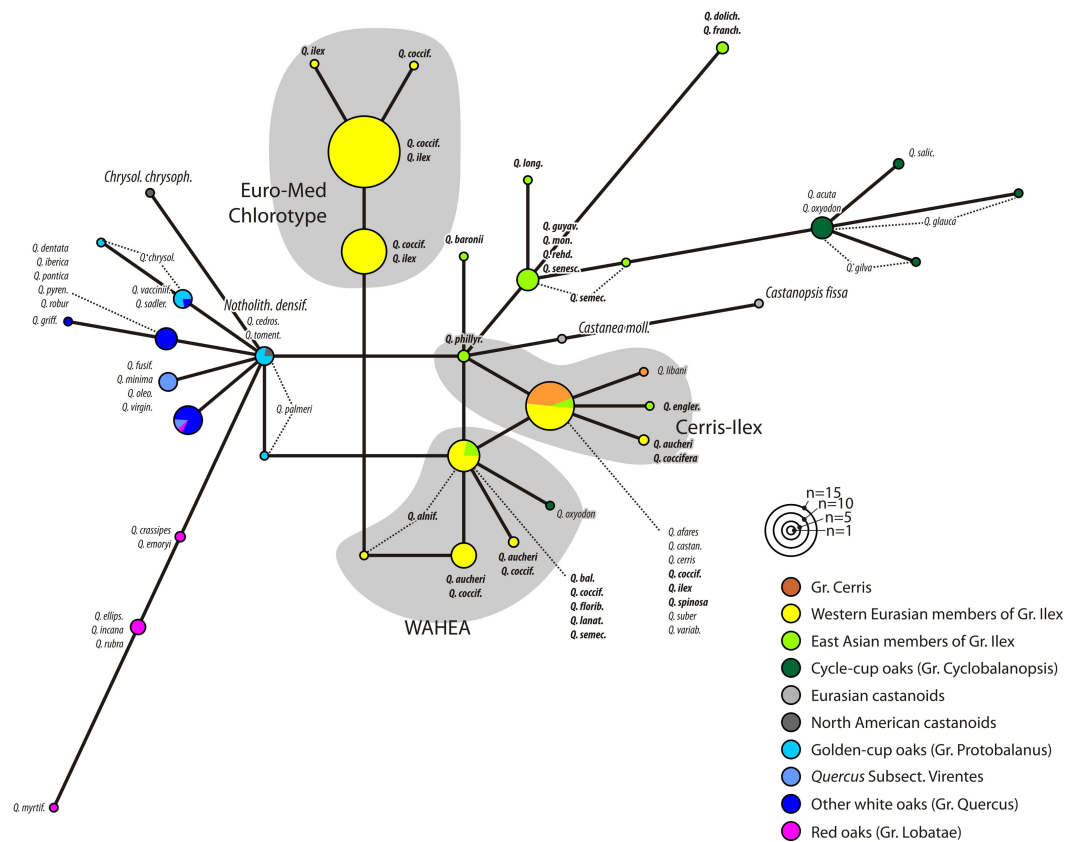 Q. dolich.
Q. franch.
Q. ilex
Q. coccif.
Q. coccif.
Q. ilex
Euro-Med
Chlorotype
Q. coccif.
Q. ilex
Chrysol. chrysoph.
Q. long.
Q. salic.
Q. acuta
Q. oxyodon
Q. glauca
Q. gilva
Q. guyav.
Q. mon.
Q. rehd.
Q. senesc.
Q. semec.
Q. baronii
Q. dentata
Q. iberica
Q. pontica
Q. pyren.
Q. robur
Q. chrysol.
Q. vacciniif.
Q. sadler.
Q. griff.
Notholith. densif.
Q. cedros.
Q. toment.
Castanopsis fissa
Castanea moll.
Q. phillyr.
Q. fusif.
Q. minima
Q. oleo.
Q. virgin.
Q. palmeri
Q. libani
Q. engler.
Cerris-Ilex
Q. aucheri
Q. coccifera
Q. alnif.
Q. oxyodon
Q. aucheri
Q. coccif.
Q. aucheri
Q. coccif.
WAHEA
Q. bal.
Q. coccif.
Q. florib.
Q. lanat.
Q. semec.
Q. afares
Q. castan.
Q. cerris
Q. coccif.
Q. ilex
Q. spinosa
Q. suber
Q. variab.
Q. crassipes
Q. emoryi
Q. ellips.
Q. incana
Q. rubra
Q. myrtif.
n=15
n=10
n=5
n=1
Gr. Cerris
Western Eurasian members of Gr. Ilex
East Asian members of Gr. Ilex
Cycle-cup oaks (Gr. Cyclobalanopsis)
Eurasian castanoids
North American castanoids
Golden-cup oaks (Gr. Protobalanus)
Quercus Subsect. Virentes
Other white oaks (Gr. Quercus)
Red oaks (Gr. Lobatae)